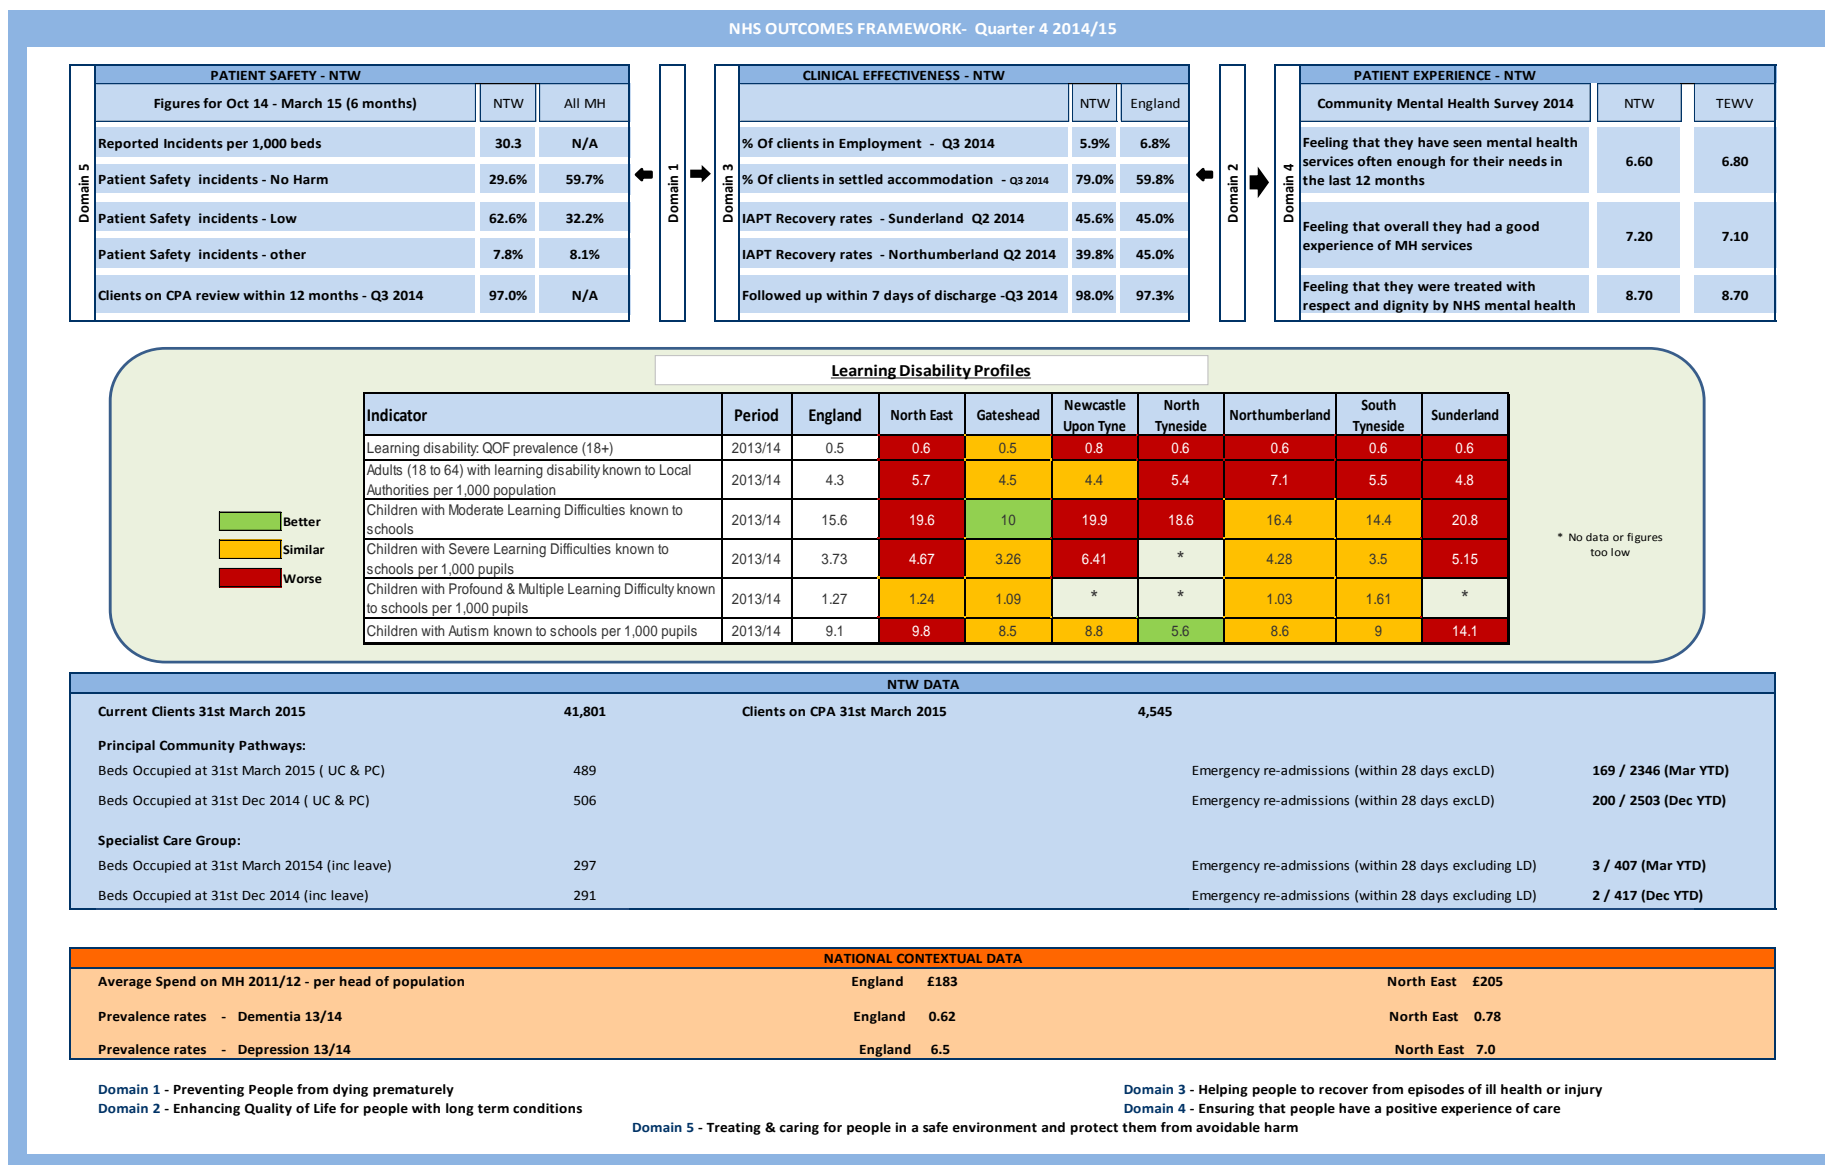 NHS OUTCOMES FRAMEWORK- Quarter 4 2014/15
Domain 5
PATIENT SAFETY - NTW
Figures for Oct 14 - March 15 (6 months) NTW All MH
Reported Incidents per 1,000 beds 30.3 N/A
Patient Safety incidents - No Harm 29.6% 59.7%
Patient Safety incidents - Low 62.6% 32.2%
Patient Safety incidents - other 7.8% 8.1%
Clients on CPA review within 12 months - Q3 2014 97.0% N/A
Domain 1
Domain 3
CLINICAL EFFECTIVENESS - NTW
NTW England
% Of clients in Employment - Q3 2014 5.9% 6.8%
% Of clients in settled accommodation - Q3 2014 79.0% 59.8%
IAPT Recovery rates - Sunderland Q2 2014 45.6% 45.0%
IAPT Recovery rates - Northumberland Q2 2014 39.8% 45.0%
Followed up within 7 days of discharge -Q3 2014 98.0% 97.3%
Domain 2
Domain 4
PATIENT EXPERIENCE - NTW
Community Mental Health Survey 2014 NTW TEWV
Feeling that they have seen mental health
services often enough for their needs in 6.60 6.80
the last 12 months
Feeling that overall they had a good
experience of MH services 7.20 7.10
Feeling that they were treated with
respect and dignity by NHS mental health 8.70 8.70
Learning Disability Profiles
Indicator Period England North East Gateshead Newcastle Upon Tyne North Tyneside Northumberland South Tyneside Sunderland
Learning disability: QOF prevalence (18+) 2013/14 0.5 0.6 0.5 0.8 0.6 0.6 0.6 0.6
Adults (18 to 64) with learning disability known to Local
Authorities per 1,000 population 2013/14 4.3 5.7 4.5 4.4 5.4 7.1 5.5 4.8
Children with Moderate Learning Difficulties known to
schools 2013/14 15.6 19.6 10 19.9 18.6 16.4 14.4 20.8
Children with Severe Learning Difficulties known to
schools per 1,000 pupils 2013/14 3.73 4.67 3.26 6.41 * 4.28 3.5 5.15
Children with Profound & Multiple Learning Difficulty known
to schools per 1,000 pupils 2013/14 1.27 1.24 1.09 * * 1.03 1.61 *
Children with Autism known to schools per 1,000 pupils 2013/14 9.1 9.8 8.5 8.8 5.6 8.6 9 14.1
Better
Similar
Worse
* No data or figures
too low
NTW DATA
Current Clients 31st March 2015 41,801 Clients on CPA 31st March 2015 4,545
Principal Community Pathways:
Beds Occupied at 31st March 2015 ( UC & PC) 489 Emergency re-admissions (within 28 days excLD) 169 / 2346 (Mar YTD)
Beds Occupied at 31st Dec 2014 ( UC & PC) 506 Emergency re-admissions (within 28 days excLD) 200 / 2503 (Dec YTD)
Specialist Care Group:
Beds Occupied at 31st March 20154 (inc leave) 297 Emergency re-admissions (within 28 days excluding LD) 3 / 407 (Mar YTD)
Beds Occupied at 31st Dec 2014 (inc leave) 291 Emergency re-admissions (within 28 days excluding LD) 2 / 417 (Dec YTD)
NATIONAL CONTEXTUAL DATA
Average Spend on MH 2011/12 - per head of population England £183 North East £205
Prevalence rates - Dementia 13/14 England 0.62 North East 0.78
Prevalence rates - Depression 13/14 England 6.5 North East 7.0
Domain 1 - Preventing People from dying prematurely Domain 3 - Helping people to recover from episodes of ill health or injury
Domain 2 - Enhancing Quality of Life for people with long term conditions Domain 4 - Ensuring that people have a positive experience of care
Domain 5 - Treating & caring for people in a safe environment and protect them from avoidable harm